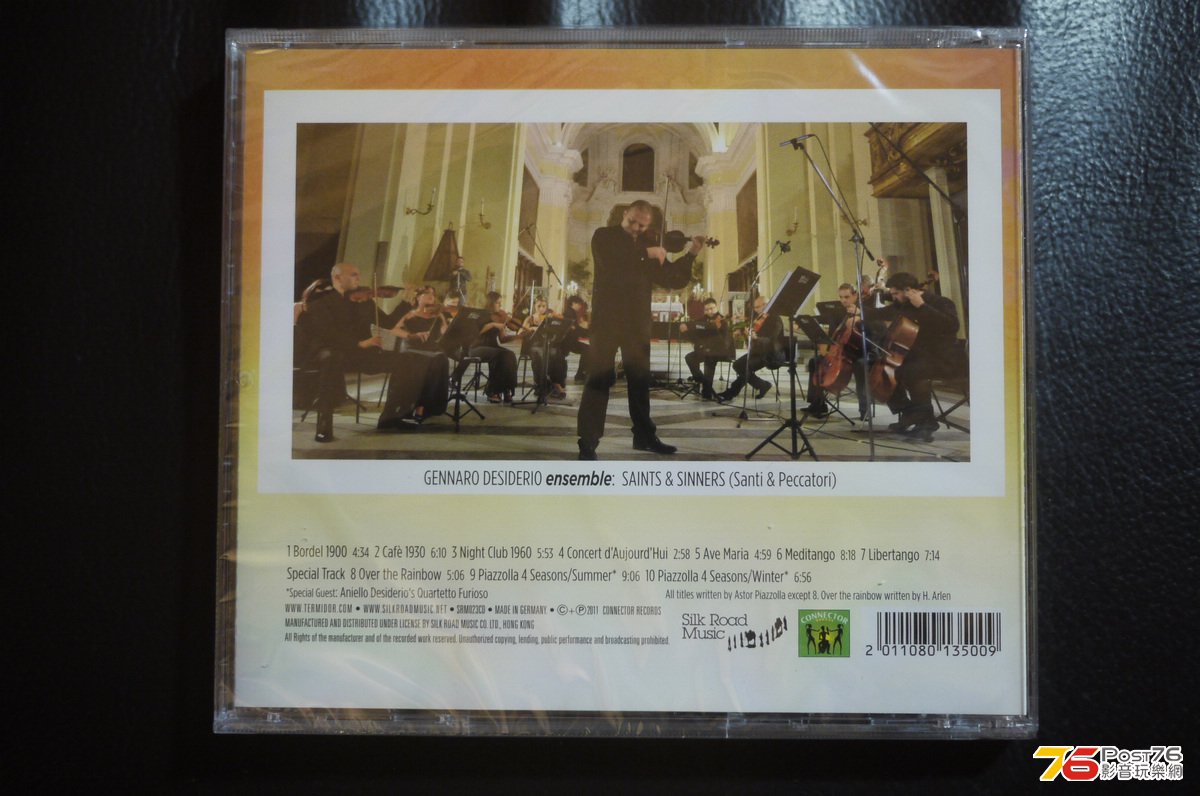 GENNARO DESIDERIO ensemble: SAINTS & SINNERS (Santi & Peccatori)
1 Bordel 1900 4:34 2 Cafè 1930 6:10 3 Night Club 1960 5:53 4 Concert d'Aujourd'Hui 2:58 5 Ave Maria 4:59 6 Meditango 8:18 7 Libertango 7:14
Special Track 8 Over the Rainbow 5:06 9 Piazzolla 4 Seasons/Summer* 9:06 10 Piazzolla 4 Seasons/Winter* 6:56
*Special Guest: Aniello Desiderio's Quartetto Furioso
All titles written by Astor Piazzolla except 8. Over the rainbow written by H. Arlen
WWW.TERMIDOR.COM • WWW.SILKROADMUSIC.NET • SRM023CD • MADE IN GERMANY • ©+℗ 2011 CONNECTOR RECORDS
MANUFACTURED AND DISTRIBUTED UNDER LICENSE BY SILK ROAD MUSIC CO. LTD, HONG KONG
All Rights of the manufacturer and of the recorded work reserved. Unauthorized copying, lending, public performance and broadcasting prohibited.
Silk Road
Music
CONNECTOR
2 011080 135009
76 Post76
影音玩樂網